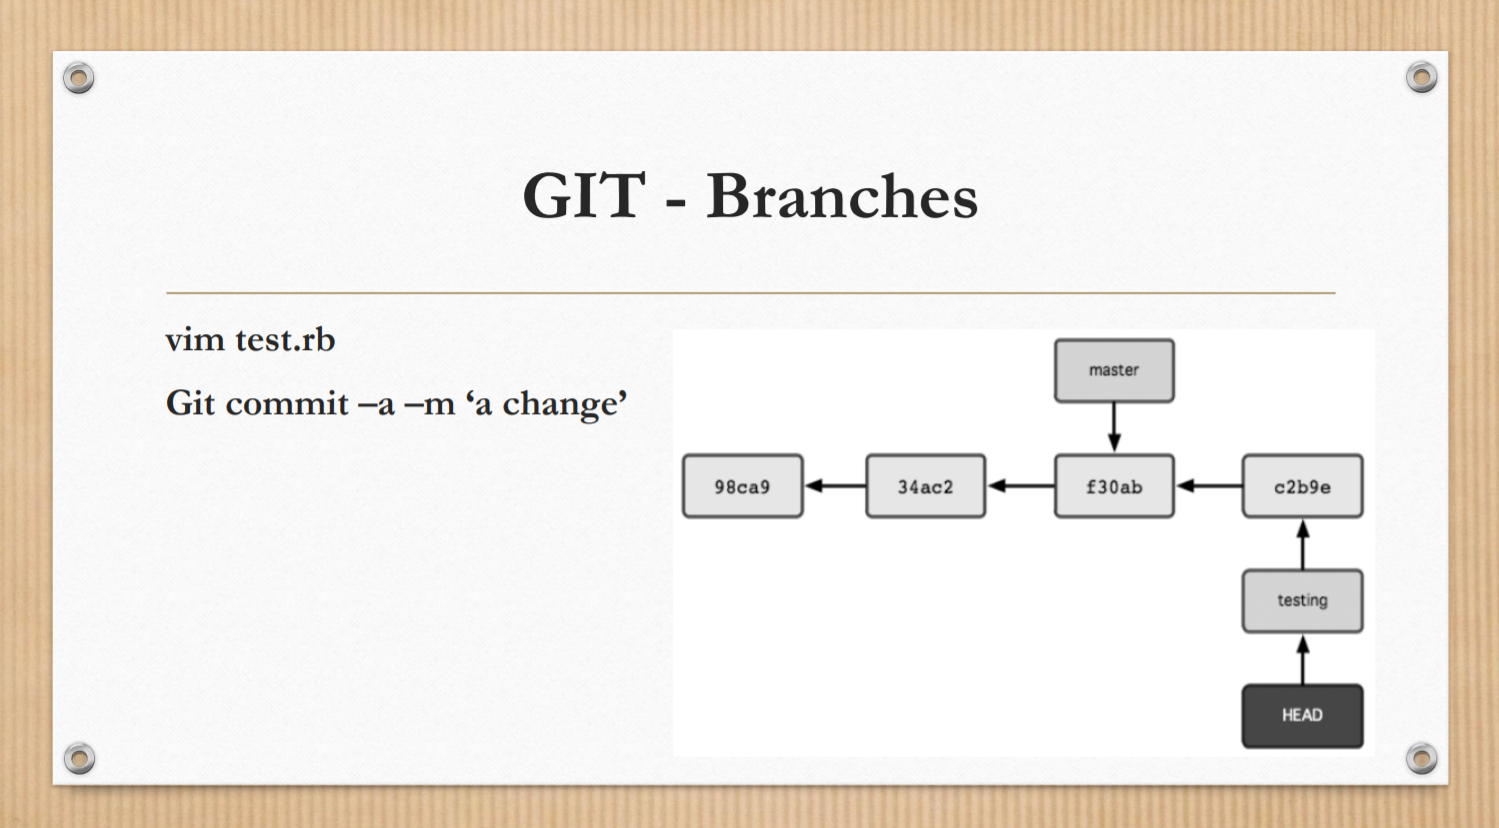 GIT - Branches
vim test.rb
Git commit –a –m ‘a change’
master
98ca9
34ac2
f30ab
c2b9e
testing
HEAD